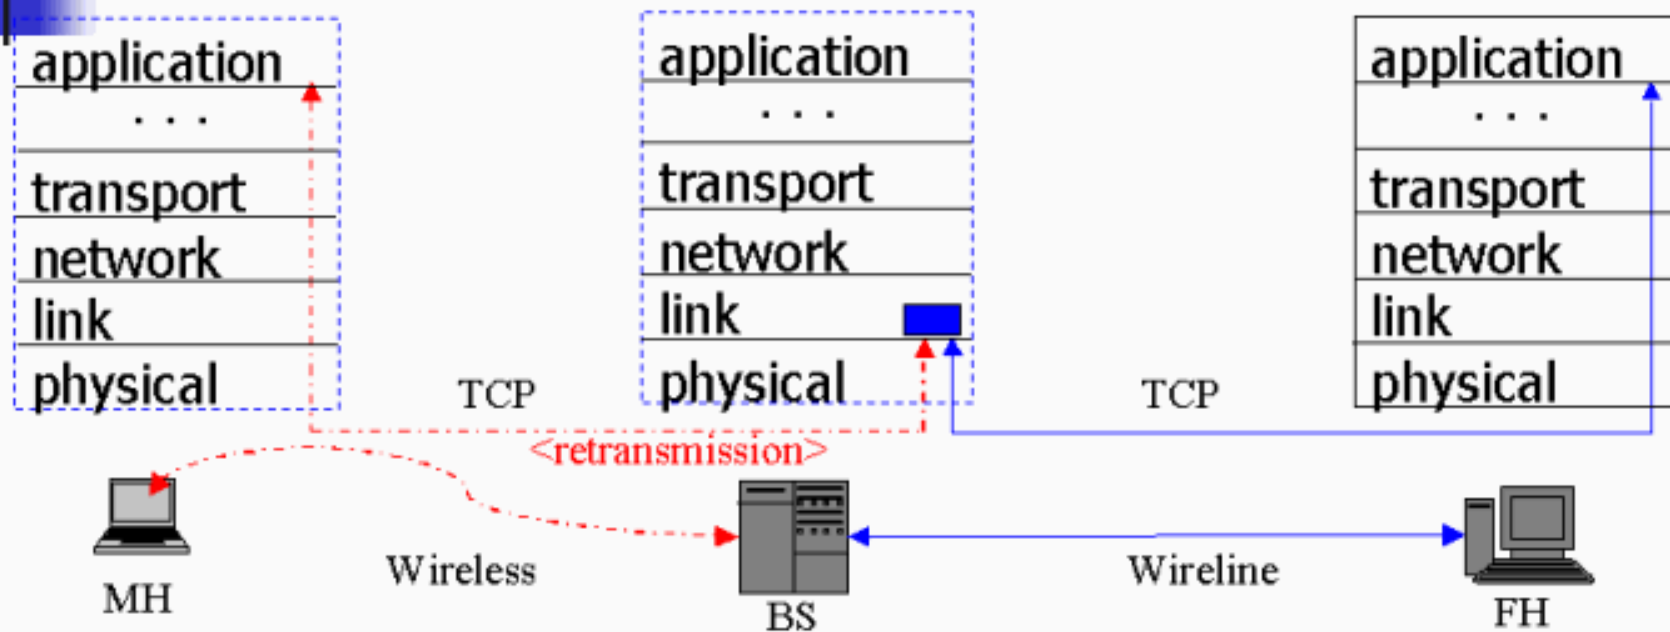 application
. . .
transport
network
link
physical
application
. . .
transport
network
link
physical
application
. . .
transport
network
link
physical
TCP
TCP
<retransmission>
Wireless
Wireline
MH
BS
FH